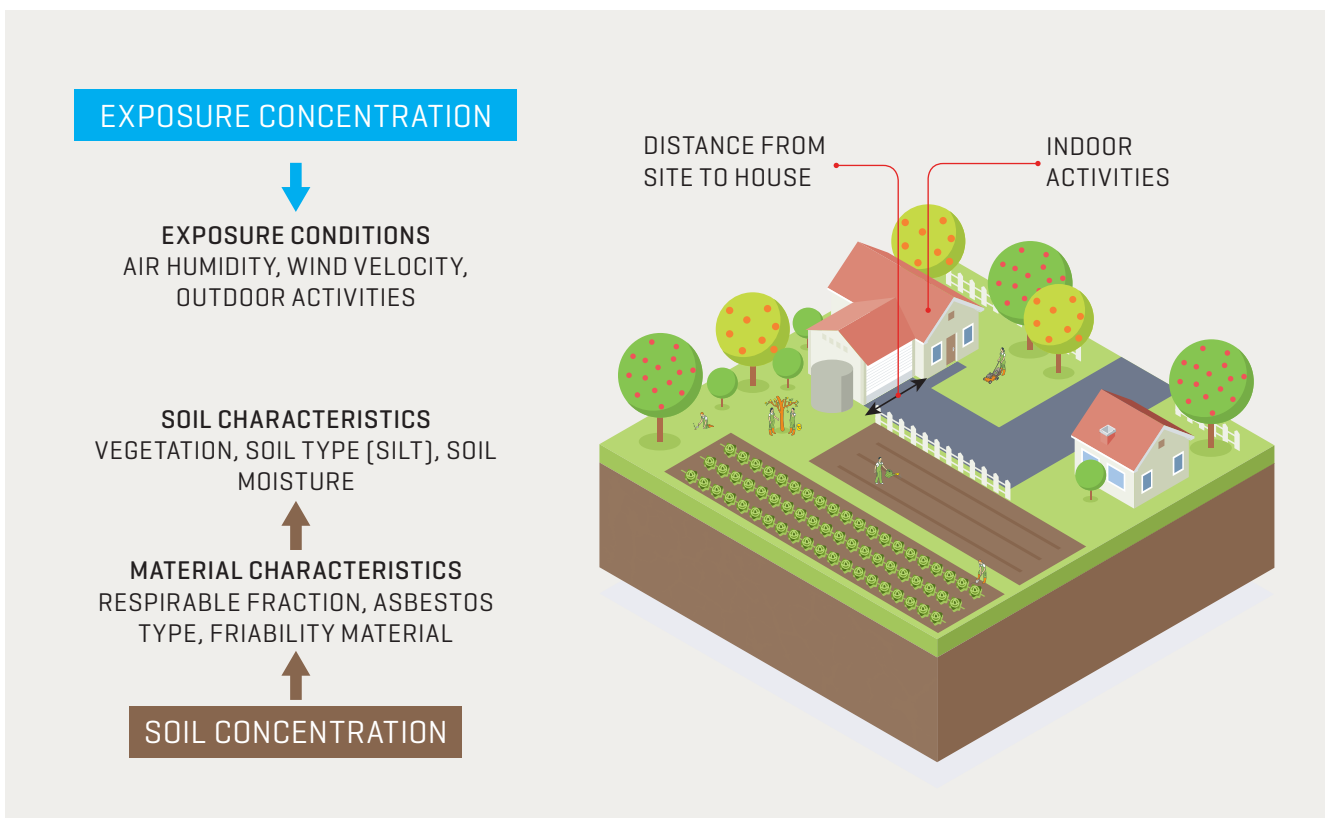 EXPOSURE CONCENTRATION
EXPOSURE CONDITIONS
AIR HUMIDITY, WIND VELOCITY,
OUTDOOR ACTIVITIES
SOIL CHARACTERISTICS
VEGETATION, SOIL TYPE (SILT), SOIL
MOISTURE
MATERIAL CHARACTERISTICS
RESPIRABLE FRACTION, ASBESTOS
TYPE, FRIABILITY MATERIAL
SOIL CONCENTRATION
DISTANCE FROM
SITE TO HOUSE
INDOOR
ACTIVITIES